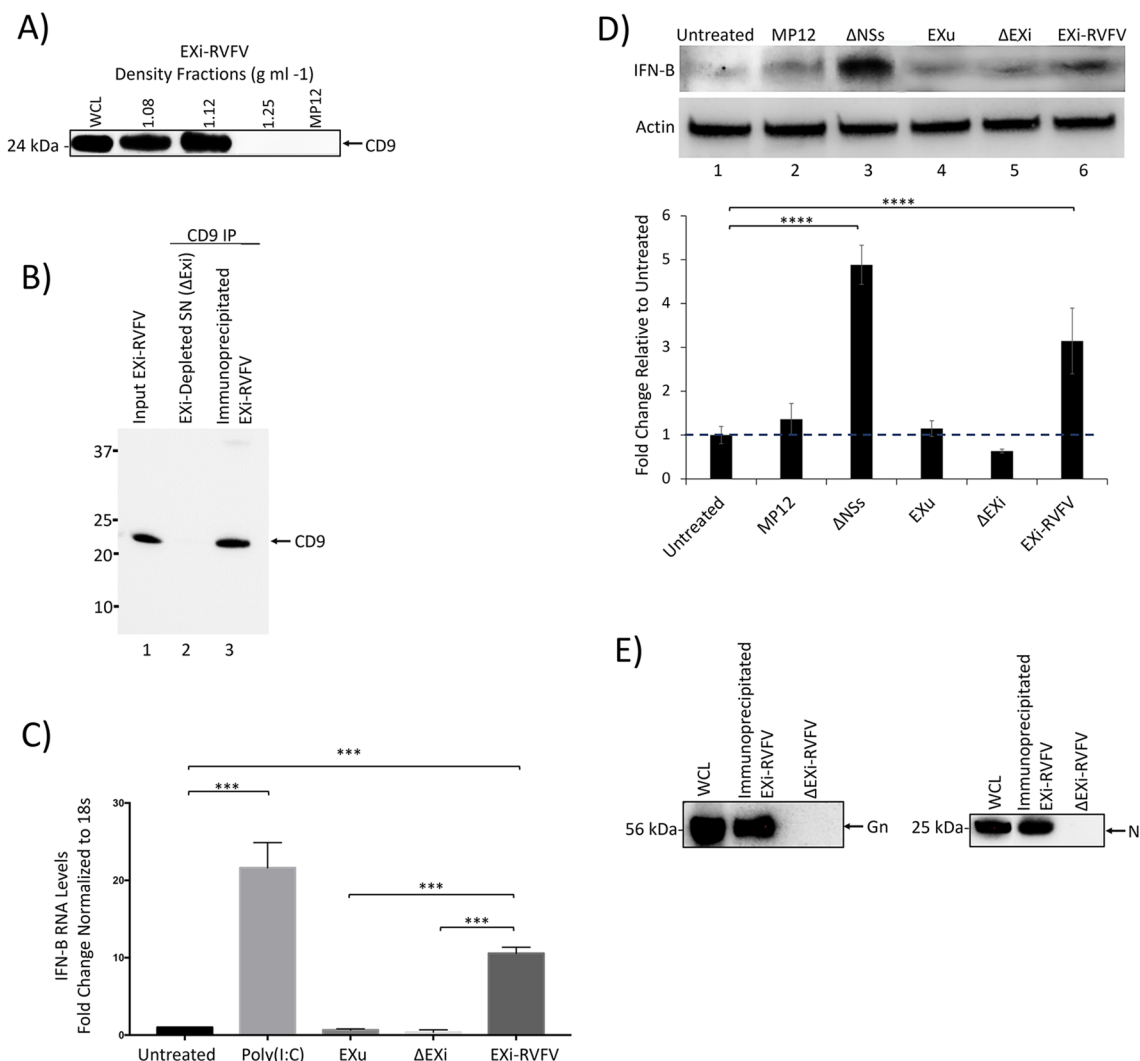 A)
EXi-RVFV
Density Fractions (g ml -1)
WCL
1.08
1.12
1.25
MP12
24 kDa
CD9
B)
CD9 IP
Input EXi-RVFV
EXi-Depleted SN (ΔExi)
Immunoprecipitated
EXi-RVFV
37
25
20
10
CD9
1 2 3
C)
IFN-B RNA Levels
Fold Change Normalized to 18s
30
20
10
0
***
***
***
***
Untreated Poly(I:C) EXu ΔEXi EXi-RVFV
D)
Untreated MP12 ΔNSs EXu ΔEXi EXi-RVFV
IFN-B
Actin
1 2 3 4 5 6
****
****
Fold Change Relative to Untreated
6
5
4
3
2
1
0
Untreated
MP12
ΔNSs
EXu
ΔEXi
EXi-RVFV
E)
WCL
Immunoprecipitated
EXi-RVFV
ΔEXi-RVFV
56 kDa
Gn
WCL
Immunoprecipitated
EXi-RVFV
ΔEXi-RVFV
25 kDa
N